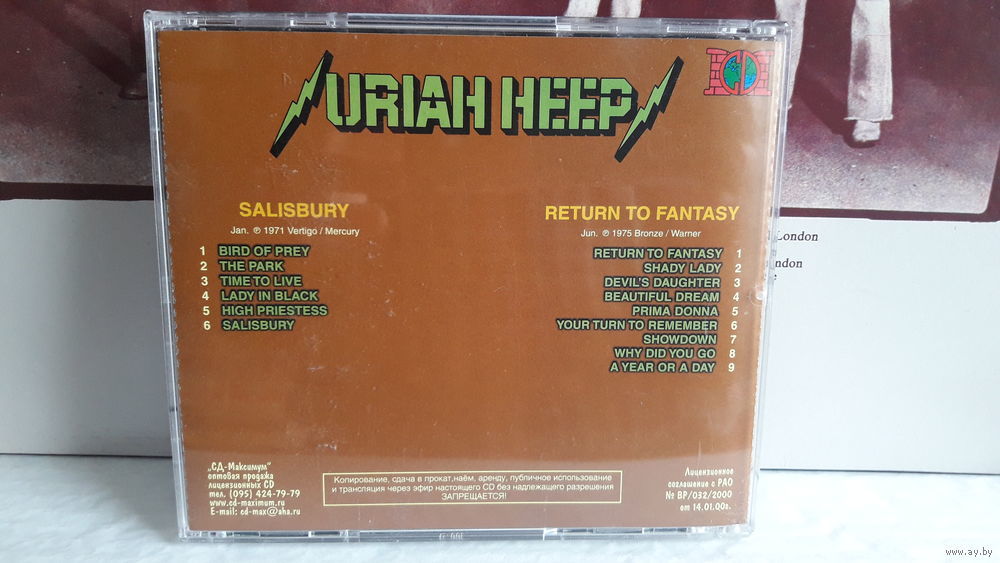 URIAH HEEP
SALISBURY
Jan. ℗ 1971 Vertigo / Mercury
1 BIRD OF PREY
2 THE PARK
3 TIME TO LIVE
4 LADY IN BLACK
5 HIGH PRIESTESS
6 SALISBURY
RETURN TO FANTASY
Jun. ℗ 1975 Bronze / Warner
RETURN TO FANTASY 1
SHADY LADY 2
DEVIL'S DAUGHTER 3
BEAUTIFUL DREAM 4
PRIMA DONNA 5
YOUR TURN TO REMEMBER 6
SHOWDOWN 7
WHY DID YOU GO 8
A YEAR OR A DAY 9
„СД-Максимум"
оптовая продажа
лицензионных CD
тел. (095) 424-79-79
www.cd-maximum.ru
E-mail: cd-max@aha.ru
Копирование, сдача в прокат,наём, аренду, публичное использование
и трансляция через эфир настоящего CD без надлежащего разрешения
ЗАПРЕЩАЕТСЯ!
Лицензионное
соглашение с РАО
№ ВР/032/2000
от 14.01.00г.
London
www.ay.by